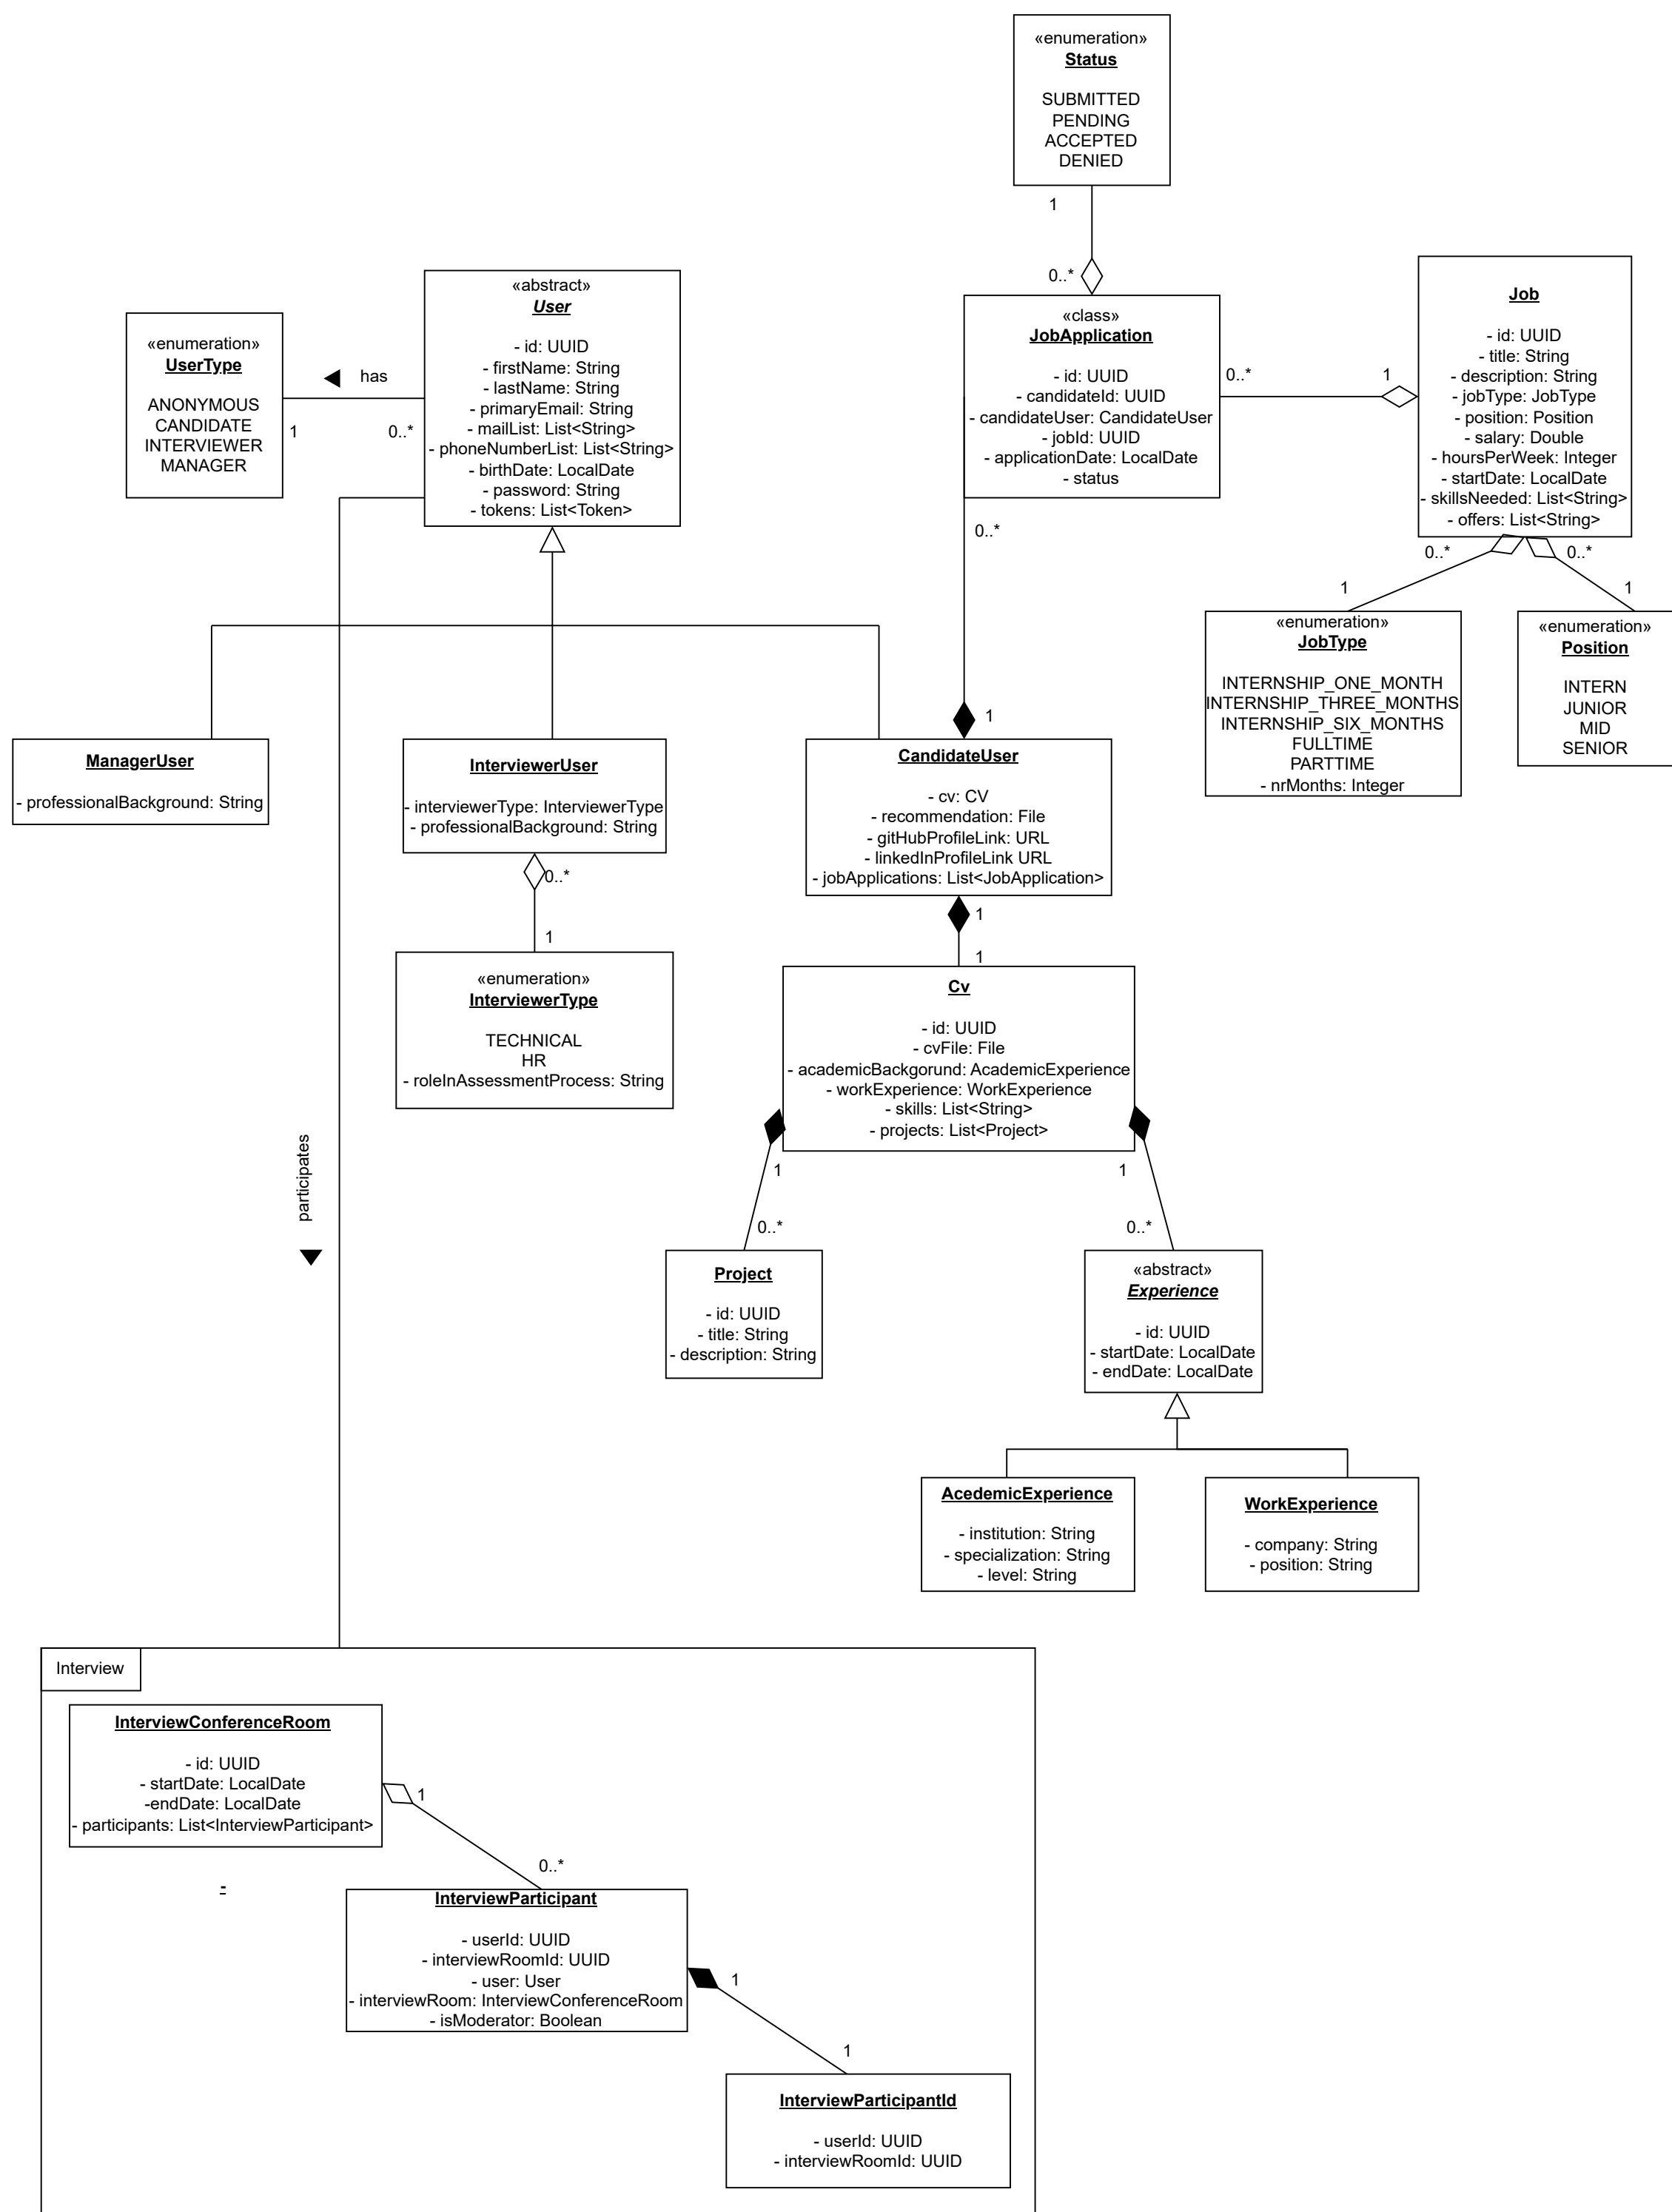 «enumeration»
Status
SUBMITTED
PENDING
ACCEPTED
DENIED
1
0..*
«abstract»
User
- id: UUID
- firstName: String
- lastName: String
- primaryEmail: String
- mailList: List<String>
- phoneNumberList: List<String>
- birthDate: LocalDate
- password: String
- tokens: List<Token>
«enumeration»
UserType
ANONYMOUS
CANDIDATE
INTERVIEWER
MANAGER
has
1
0..*
«class»
JobApplication
- id: UUID
- candidateId: UUID
- candidateUser: CandidateUser
- jobId: UUID
- applicationDate: LocalDate
- status
0..*
1
Job
- id: UUID
- title: String
- description: String
- jobType: JobType
- position: Position
- salary: Double
- hoursPerWeek: Integer
- startDate: LocalDate
- skillsNeeded: List<String>
- offers: List<String>
0..*
0..*
0..*
1
1
«enumeration»
JobType
INTERNSHIP_ONE_MONTH
INTERNSHIP_THREE_MONTHS
INTERNSHIP_SIX_MONTHS
FULLTIME
PARTTIME
- nrMonths: Integer
«enumeration»
Position
INTERN
JUNIOR
MID
SENIOR
1
ManagerUser
- professionalBackground: String
InterviewerUser
- interviewerType: InterviewerType
- professionalBackground: String
0..*
1
CandidateUser
- cv: CV
- recommendation: File
- gitHubProfileLink: URL
- linkedInProfileLink URL
- jobApplications: List<JobApplication>
1
1
«enumeration»
InterviewerType
TECHNICAL
HR
- roleInAssessmentProcess: String
Cv
- id: UUID
- cvFile: File
- academicBackgorund: AcademicExperience
- workExperience: WorkExperience
- skills: List<String>
- projects: List<Project>
participates
1
1
0..*
0..*
Project
- id: UUID
- title: String
- description: String
«abstract»
Experience
- id: UUID
- startDate: LocalDate
- endDate: LocalDate
AcedemicExperience
- institution: String
- specialization: String
- level: String
WorkExperience
- company: String
- position: String
Interview
InterviewConferenceRoom
- id: UUID
- startDate: LocalDate
-endDate: LocalDate
- participants: List<InterviewParticipant>
1
0..*
-
InterviewParticipant
- userId: UUID
- interviewRoomId: UUID
- user: User
- interviewRoom: InterviewConferenceRoom
- isModerator: Boolean
1
1
InterviewParticipantId
- userId: UUID
- interviewRoomId: UUID